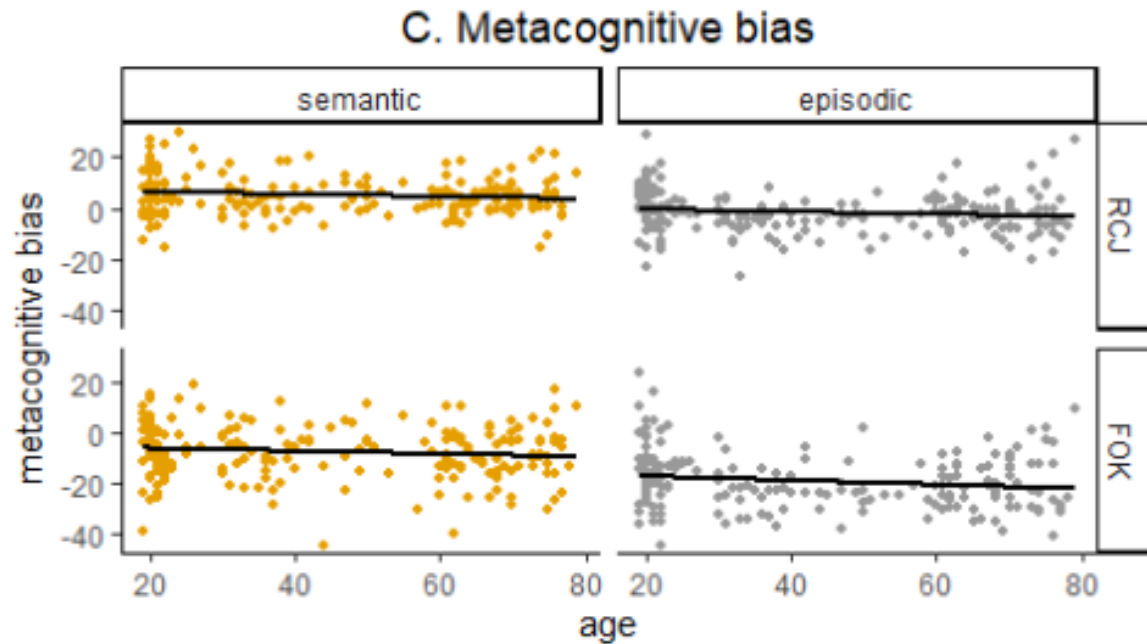 C. Metacognitive bias
semantic
episodic
20
0
-20
-40
RCJ
metacognitive bias
20
0
-20
-40
FOK
20 40 60 80
20 40 60 80
age